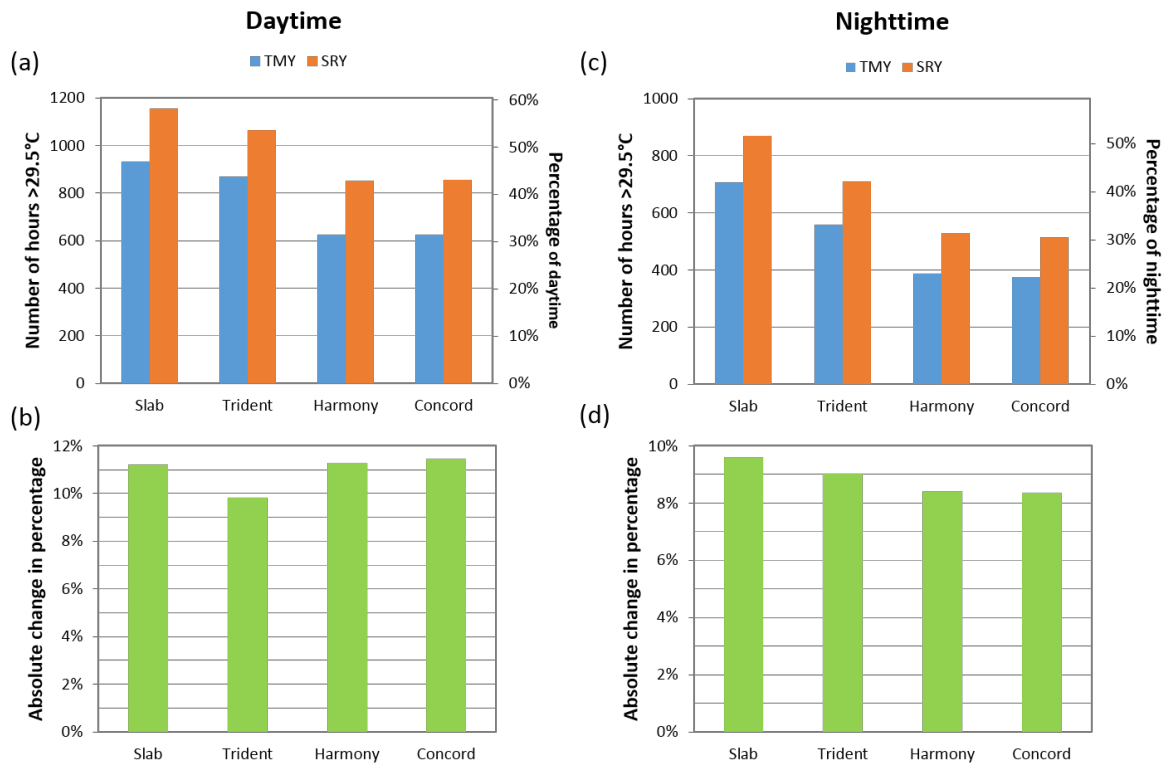 Daytime
(a)
TMY SRY
Number of hours >29.5°C
1200
1000
800
600
400
200
0
60%
50%
40%
30%
20%
10%
0%
Percentage of daytime
Slab Trident Harmony Concord
Nighttime
(c)
TMY SRY
Number of hours >29.5°C
1000
800
600
400
200
0
50%
40%
30%
20%
10%
0%
Percentage of nighttime
Slab Trident Harmony Concord
(b)
Absolute change in percentage
12%
10%
8%
6%
4%
2%
0%
Slab Trident Harmony Concord
(d)
Absolute change in percentage
10%
8%
6%
4%
2%
0%
Slab Trident Harmony Concord